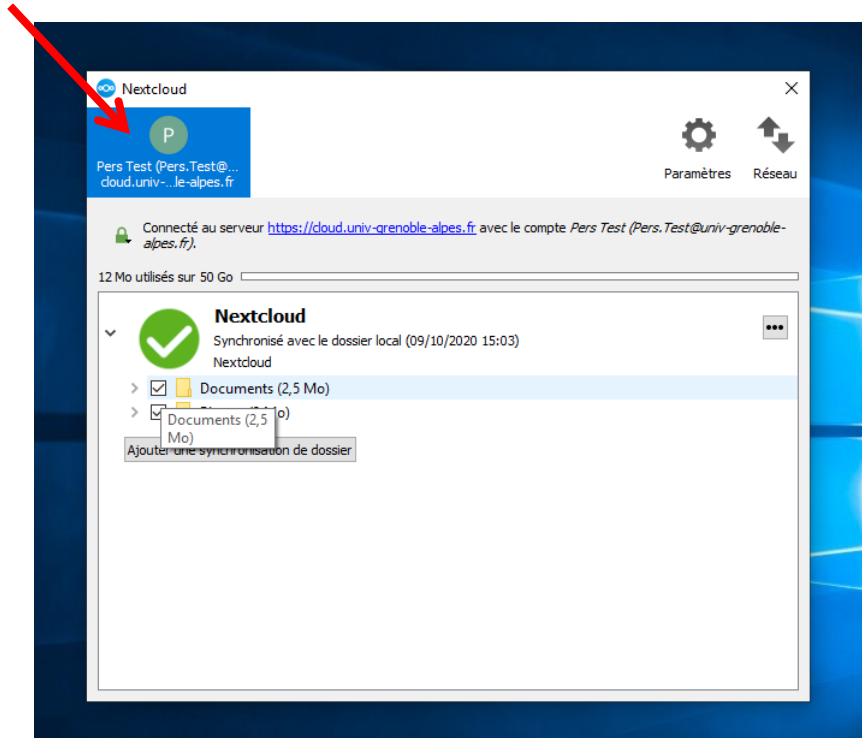 Nextcloud
P
Pers Test (Pers.Test@...
cloud.univ-...le-alpes.fr
Paramètres
Réseau
Connecté au serveur https://cloud.univ-grenoble-alpes.fr avec le compte Pers Test (Pers.Test@univ-grenoble-
alpes.fr).
12 Mo utilisés sur 50 Go
Nextcloud
Synchronisé avec le dossier local (09/10/2020 15:03)
Nextcloud
Documents (2,5 Mo)
Documents (2,5
Mo)
Ajouter une synchronisation de dossier